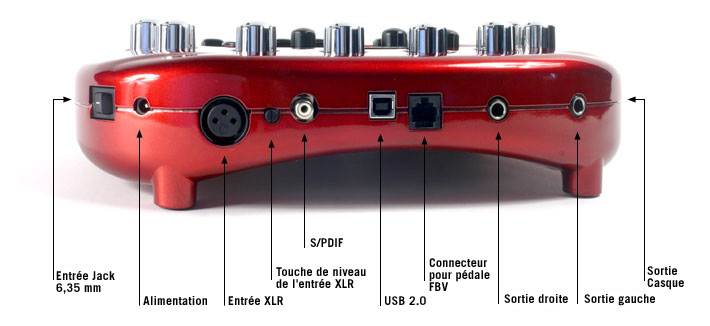 S/PDIF
Entrée Jack
6,35 mm
Touche de niveau
de l'entrée XLR
Connecteur
pour pédale
FBV
Sortie
Casque
Alimentation
Entrée XLR
USB 2.0
Sortie droite
Sortie gauche